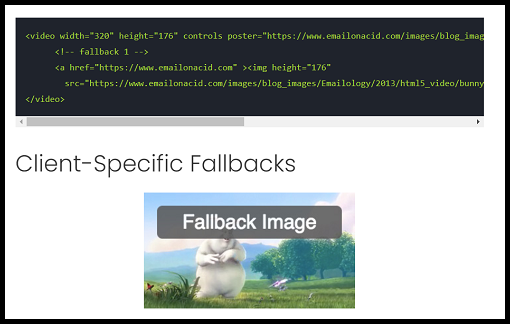 <video width="320" height="176" controls poster="https://www.emailonacid.com/images/blog_imag
<!-- fallback 1 -->
<a href="https://www.emailonacid.com" ><img height="176"
src="https://www.emailonacid.com/images/blog_images/Emailology/2013/html5_video/bunny
</video>
Client-Specific Fallbacks
Fallback Image